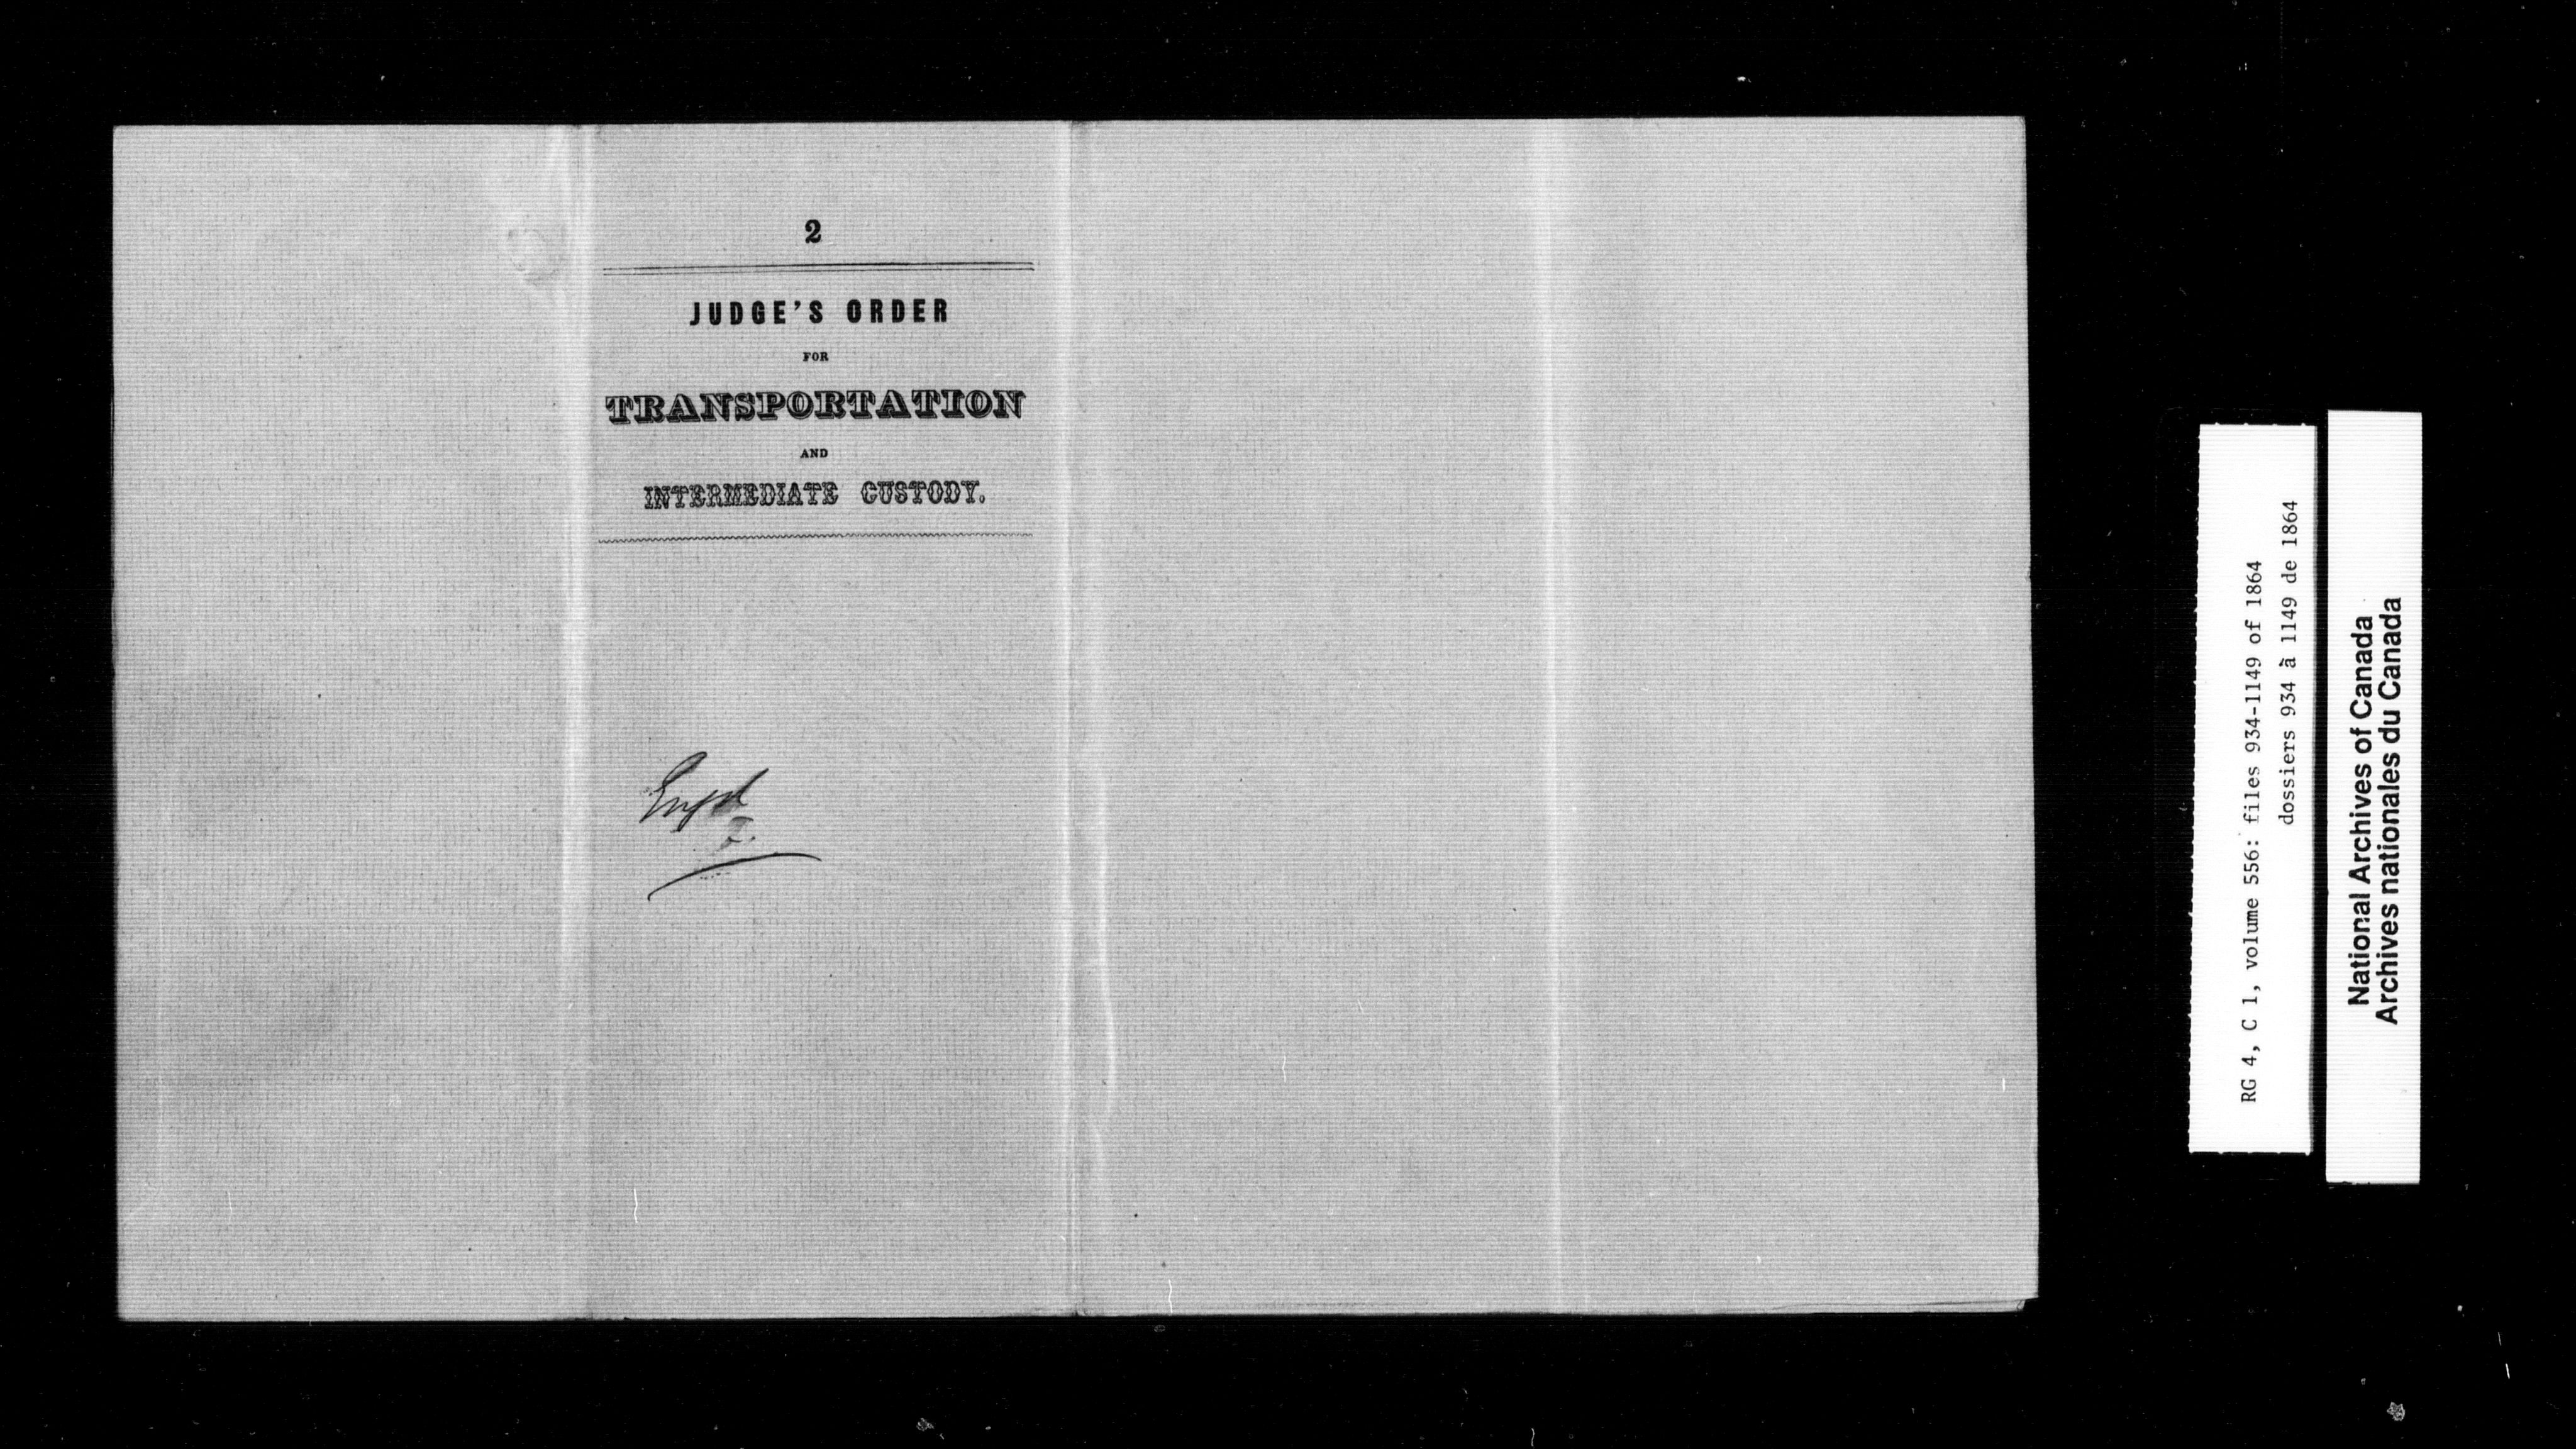 2
JUDGE'S ORDER
FOR
TRANSPORTATION
AND
INTERMEDIATE CUSTODY.
RG 4, C 1, volume 556: files 934-1149 of 1864
dossiers 934 à 1149 de 1864
National Archives of Canada
Archives nationales du Canada